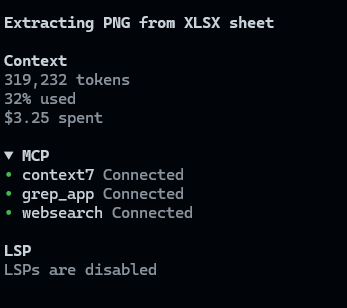 Extracting PNG from XLSX sheet
Context
319,232 tokens
32% used
$3.25 spent
▼ MCP
• context7 Connected
• grep_app Connected
• websearch Connected
LSP
LSPs are disabled